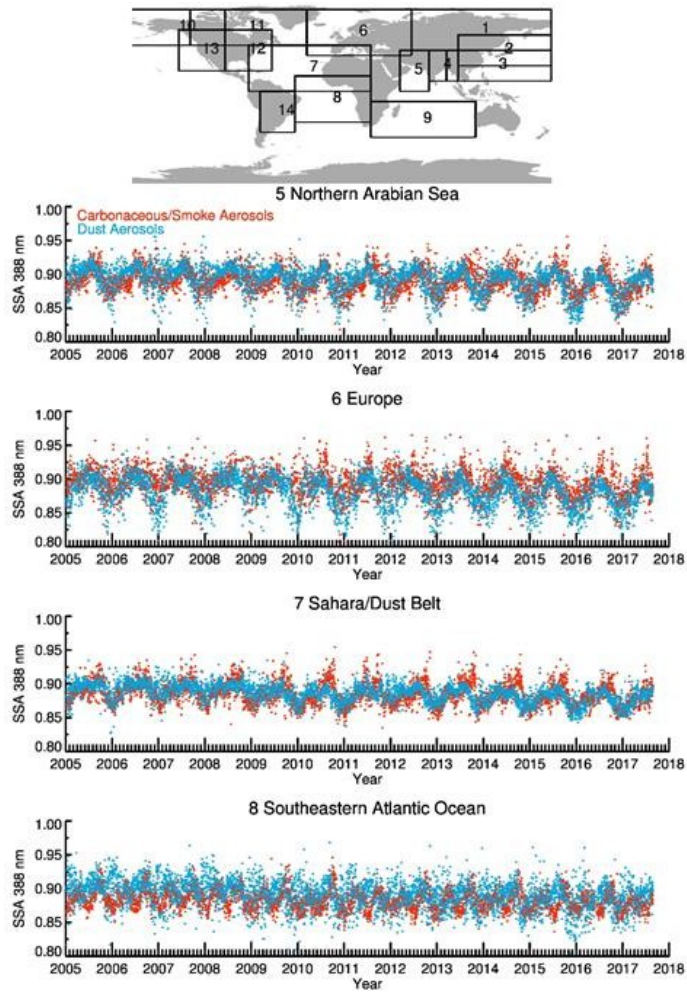 10 11 6 1
13 12 2
7 5 4 3
8
14 9
5 Northern Arabian Sea
1.00
Carbonaceous/Smoke Aerosols
Dust Aerosols
0.95
0.90
0.85
0.80
SSA 388 nm
2005 2006 2007 2008 2009 2010 2011 2012 2013 2014 2015 2016 2017 2018
Year
6 Europe
1.00
0.95
0.90
0.85
0.80
SSA 388 nm
2005 2006 2007 2008 2009 2010 2011 2012 2013 2014 2015 2016 2017 2018
Year
7 Sahara/Dust Belt
1.00
0.95
0.90
0.85
0.80
SSA 388 nm
2005 2006 2007 2008 2009 2010 2011 2012 2013 2014 2015 2016 2017 2018
Year
8 Southeastern Atlantic Ocean
1.00
0.95
0.90
0.85
0.80
SSA 388 nm
2005 2006 2007 2008 2009 2010 2011 2012 2013 2014 2015 2016 2017 2018
Year